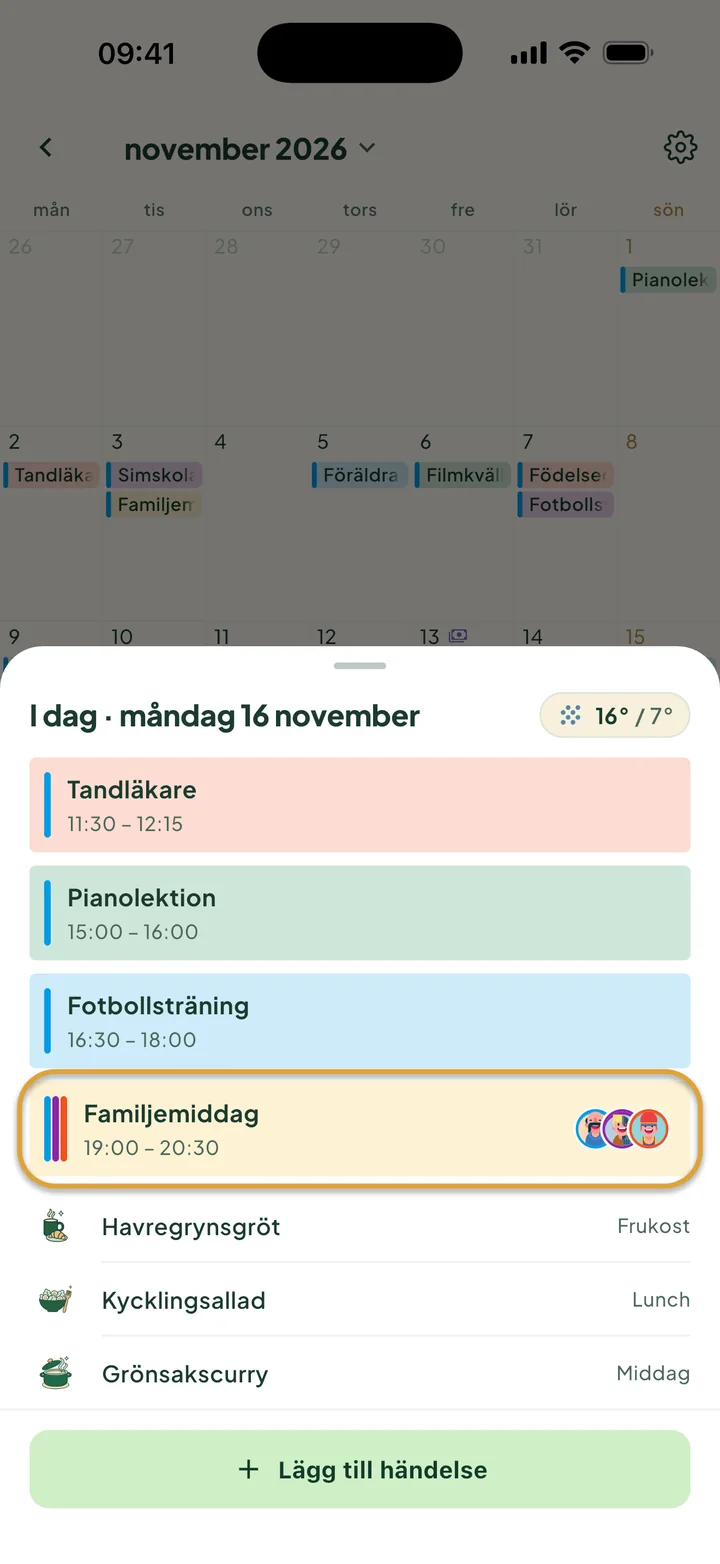 09:41
november 2026
mån tis ons tors fre lör sön
26 27 28 29 30 31 1
Pianolek
2 3 4 5 6 7 8
Tandläka Simskola Föräldra Filmkväll Födelse
Familjem Fotbolls
9 10 11 12 13 14 15
I dag · måndag 16 november
16° / 7°
Tandläkare
11:30 – 12:15
Pianolektion
15:00 – 16:00
Fotbollsträning
16:30 – 18:00
Familjemiddag
19:00 – 20:30
Havregrynsgröt Frukost
Kycklingsallad Lunch
Grönsakscurry Middag
+ Lägg till händelse